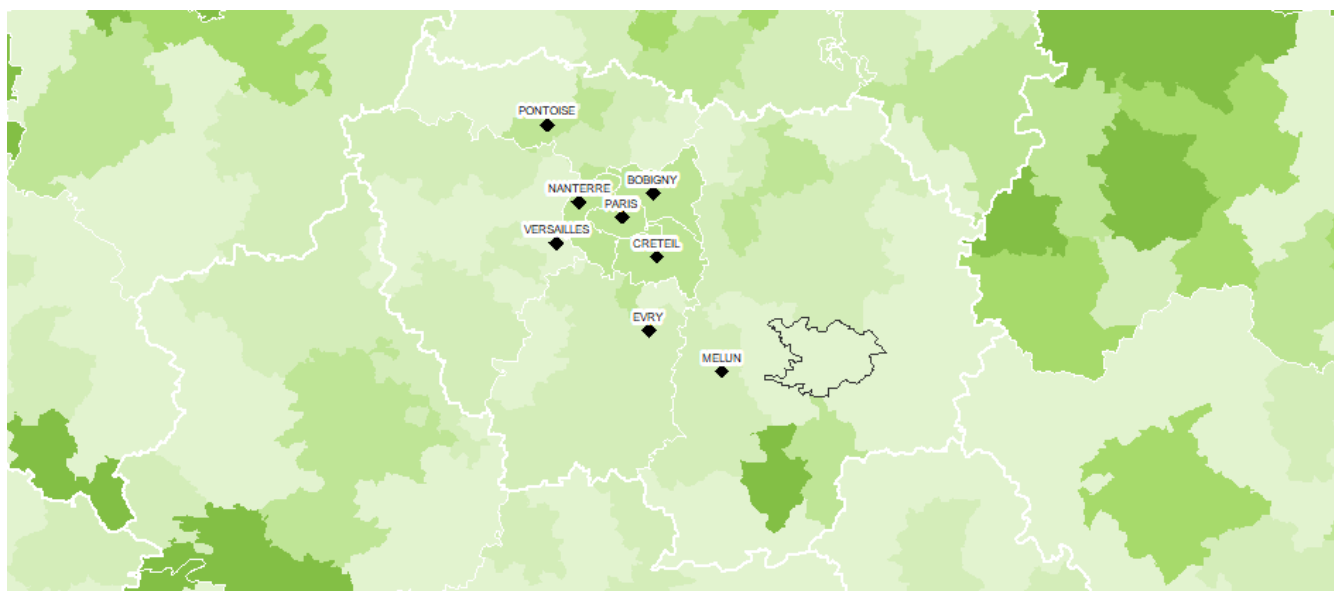 PONTOISE
BOBIGNY
NANTERRE
PARIS
VERSAILLES
CRETEIL
EVRY
MELUN